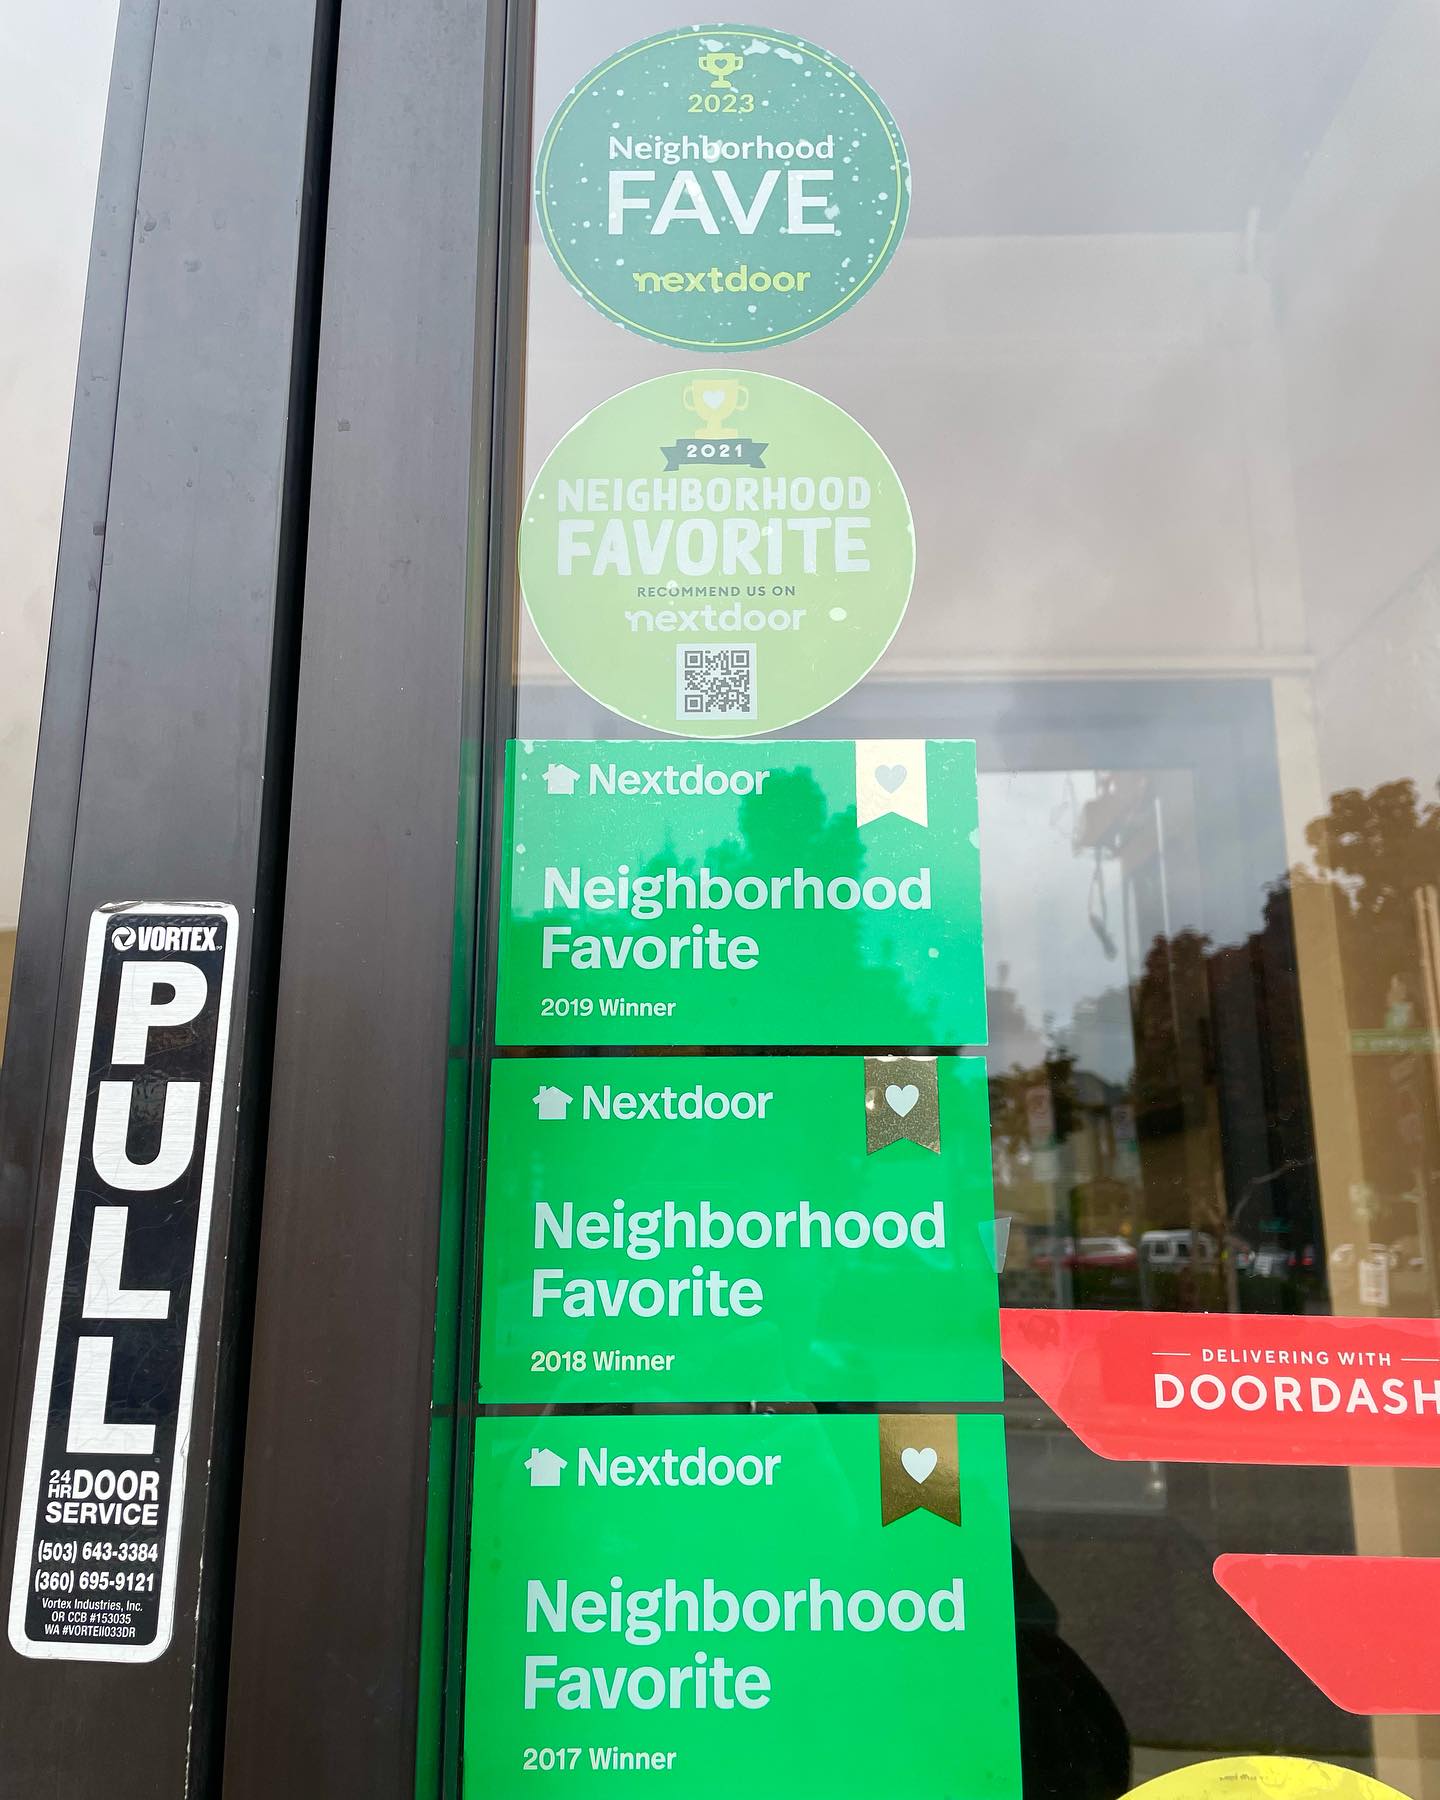 2023
Neighborhood
FAVE
nextdoor
2021
NEIGHBORHOOD
FAVORITE
RECOMMEND US ON
nextdoor
Nextdoor
Neighborhood
Favorite
2019 Winner
Nextdoor
Neighborhood
Favorite
2018 Winner
Nextdoor
Neighborhood
Favorite
2017 Winner
VORTEX
PULL
24 HR DOOR
SERVICE
(503) 643-3384
(360) 695-9121
Vortex Industries, Inc.
OR CCB #153035
WA #VORTEII033DR
DELIVERING WITH
DOORDASH